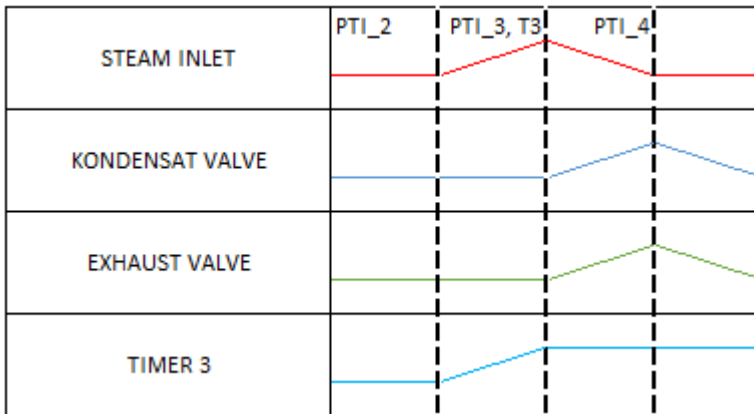 PTI_2 PTI_3, T3 PTI_4
STEAM INLET
KONDENSAT VALVE
EXHAUST VALVE
TIMER 3